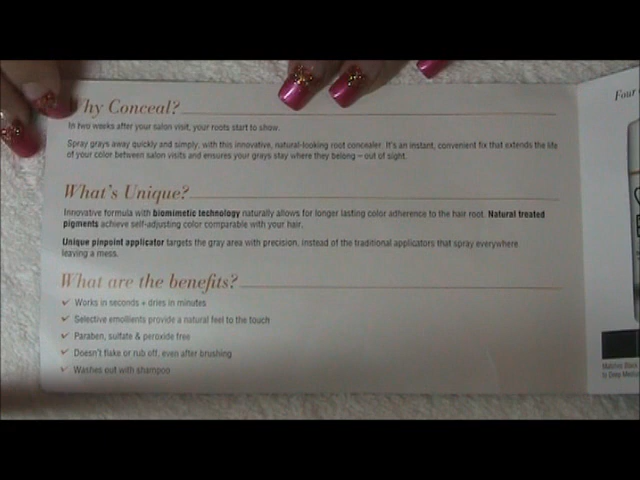 Why Conceal?
In two weeks after your salon visit, your roots start to show.
Spray grays away quickly and simply, with this innovative, natural-looking root concealer. It's an instant, convenient fix that extends the life
of your color between salon visits and ensures your grays stay where they belong – out of sight.
What's Unique?
Innovative formula with biomimetic technology naturally allows for longer lasting color adherence to the hair root. Natural treated
pigments achieve self-adjusting color comparable with your hair.
Unique pinpoint applicator targets the gray area with precision, instead of the traditional applicators that spray everywhere
leaving a mess.
What are the benefits?
✓ Works in seconds + dries in minutes
✓ Selective emollients provide a natural feel to the touch
✓ Paraben, sulfate & peroxide free
✓ Doesn't flake or rub off, even after brushing
✓ Washes out with shampoo
Four